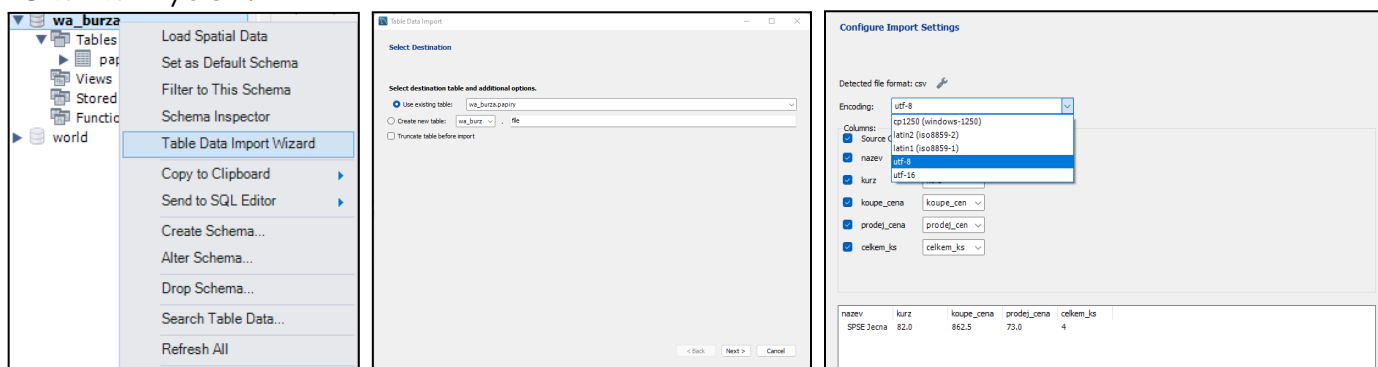 wa_burza
Tables
pap
Views
Stored
Functio
world
Load Spatial Data
Set as Default Schema
Filter to This Schema
Schema Inspector
Table Data Import Wizard
Copy to Clipboard
Send to SQL Editor
Create Schema...
Alter Schema...
Drop Schema...
Search Table Data...
Refresh All
Table Data Import
Select Destination
Select destination table and additional options.
Use existing table: wa_burza.papiry
Create new table: wa_burz . file
Truncate table before import
< Back Next > Cancel
Configure Import Settings
Detected file format: csv
Encoding: utf-8
cp1250 (windows-1250)
latin2 (iso8859-2)
latin1 (iso8859-1)
utf-8
utf-16
Columns:
Source C
nazev
kurz
koupe_cena koupe_cen
prodej_cena prodej_cen
celkem_ks celkem_ks
nazev kurz koupe_cena prodej_cena celkem_ks
SPSE Jecna 82.0 862.5 73.0 4